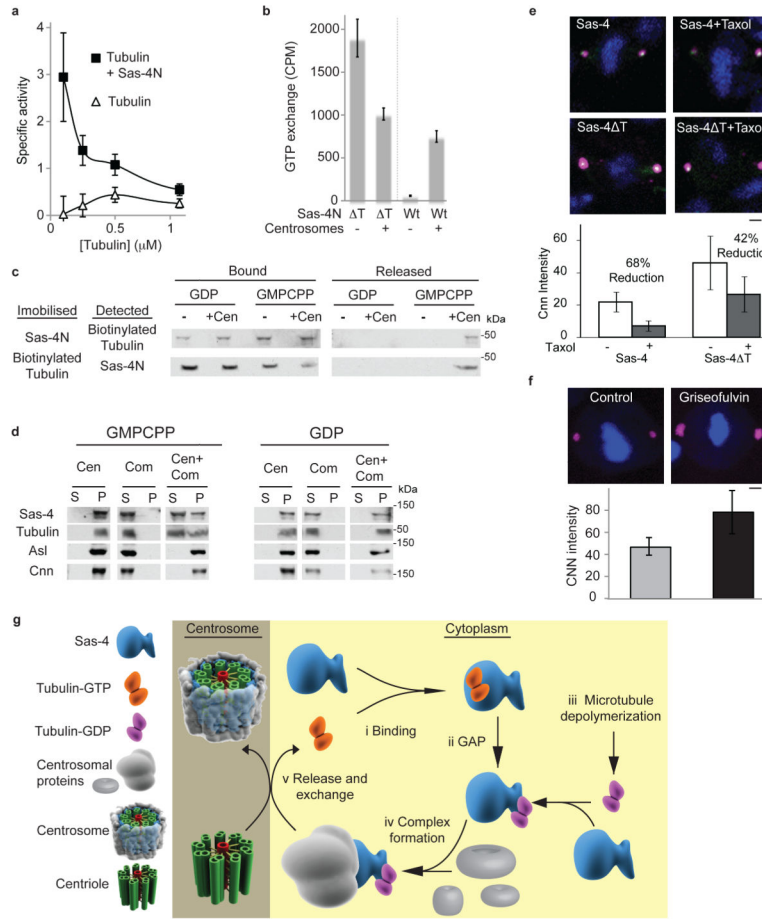 a
Specific activity
4
3
2
1
0
0 0.5 1
[Tubulin] (µM)
Tubulin
+ Sas-4N
Tubulin
b
GTP exchange (CPM)
2000
1500
1000
500
0
Sas-4N ΔT ΔT Wt Wt
Centrosomes - + - +
c
Bound Released
GDP GMPCPP GDP GMPCPP
Imobilised Detected - +Cen - +Cen - +Cen - +Cen kDa
Sas-4N Biotinylated Tubulin -50
Biotinylated Tubulin Sas-4N -50
d
GMPCPP GDP
Cen Com Cen+ Com Cen Com Cen+ Com
S P S P S P kDa S P S P S P kDa
Sas-4 -150
Tubulin -50
-150
Asl
Cnn -150
e
Sas-4 Sas-4+Taxol
Sas-4ΔT Sas-4ΔT+Taxo
Cnn Intensity
60
40
20
0
68% Reduction
42% Reduction
Taxol - + - +
Sas-4 Sas-4ΔT
f
Control Griseofulvin
CNN intensity
80
60
40
20
0
g
Sas-4
Tubulin-GTP
Tubulin-GDP
Centrosomal
proteins
Centrosome
Centriole
Centrosome Cytoplasm
i Binding
ii GAP
iii Microtubule
depolymerization
iv Complex
formation
v Release and
exchange